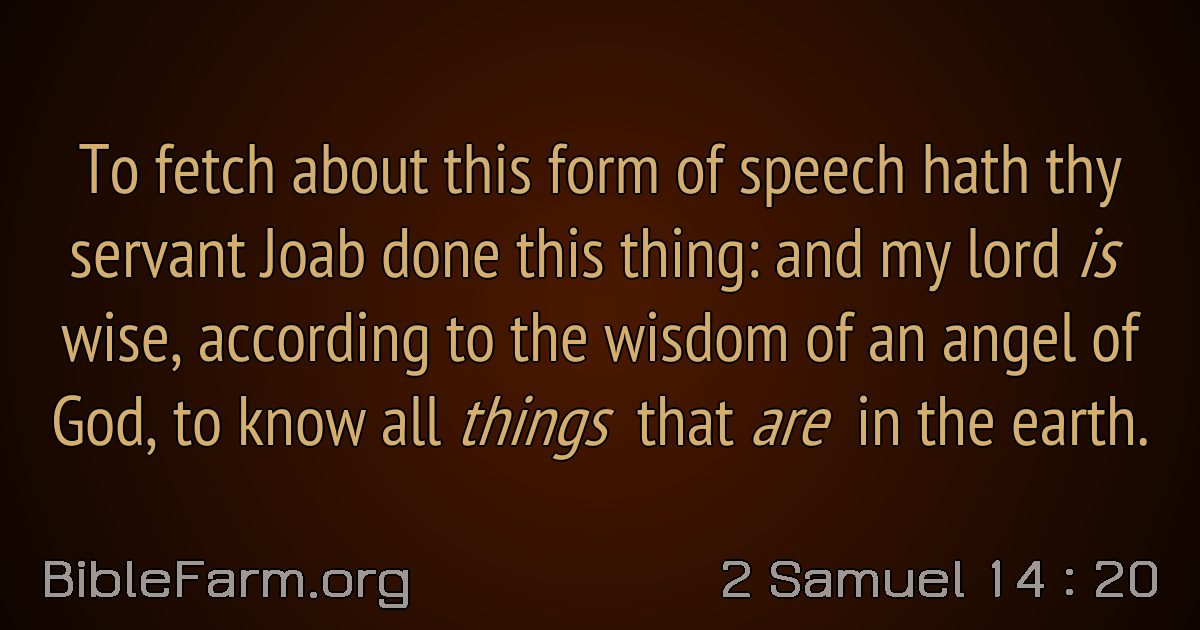 To fetch about this form of speech hath thy
servant Joab done this thing: and my lord is
wise, according to the wisdom of an angel of
God, to know all things that are in the earth.
BibleFarm.org
2 Samuel 14 : 20